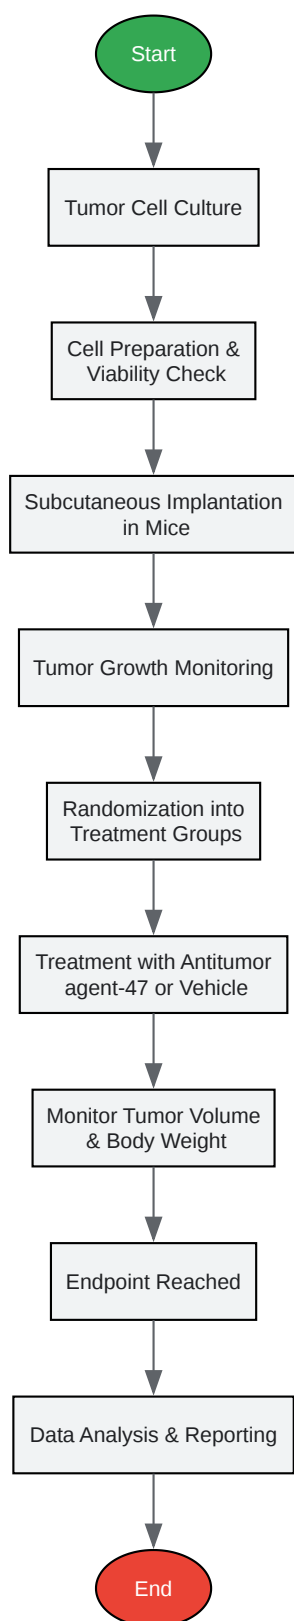 Start
Tumor Cell Culture
Cell Preparation &
Viability Check
Subcutaneous Implantation
in Mice
Tumor Growth Monitoring
Randomization into
Treatment Groups
Treatment with Antitumor
agent-47 or Vehicle
Monitor Tumor Volume
& Body Weight
Endpoint Reached
Data Analysis & Reporting
End